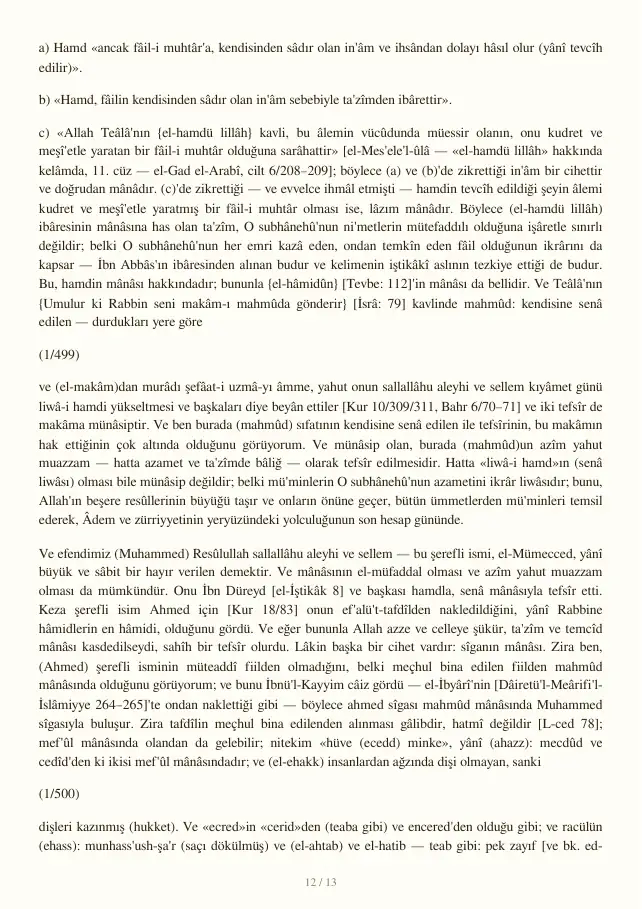 a) Hamd «ancak fâil-i muhtâr'a, kendisinden sâdır olan in'âm ve ihsândan dolayı hâsıl olur (yânî tevcîh
edilir)».
b) «Hamd, fâilin kendisinden sâdır olan in'âm sebebiyle ta'zîmden ibârettir».
c) «Allah Teâlâ'nın {el-hamdü lillâh} kavli, bu âlemin vücûdunda müessir olanın, onu kudret ve
meşî'etle yaratan bir fâil-i muhtâr olduğuna sarâhattir» [el-Mes'ele'l-ûlâ — «el-hamdü lillâh» hakkında
kelâmda, 11. cüz — el-Gad el-Arabî, cilt 6/208–209]; böylece (a) ve (b)'de zikrettiği in'âm bir cihettir
ve doğrudan mânâdır. (c)'de zikrettiği — ve evvelce ihmâl etmişti — hamdin tevcîh edildiği şeyin âlemi
kudret ve meşî'etle yaratmış bir fâil-i muhtâr olması ise, lâzım mânâdır. Böylece (el-hamdü lillâh)
ibâresinin mânâsına has olan ta'zîm, O subhânehû'nun ni'metlerin mütefaddılı olduğuna işâretle sınırlı
değildir; belki O subhânehû'nun her emri kazâ eden, ondan temkîn eden fâil olduğunun ikrârını da
kapsar — İbn Abbâs'ın ibâresinden alınan budur ve kelimenin iştikâkî aslının tezkiye ettiği de budur.
Bu, hamdin mânâsı hakkındadır; bununla {el-hâmidûn} [Tevbe: 112]'in mânâsı da bellidir. Ve Teâlâ'nın
{Umulur ki Rabbin seni makâm-ı mahmûda gönderir} [İsrâ: 79] kavlinde mahmûd: kendisine senâ
edilen — durdukları yere göre
(1/499)
ve (el-makâm)dan murâdı şefâat-i uzmâ-yı âmme, yahut onun sallallâhu aleyhi ve sellem kıyâmet günü
liwâ-i hamdi yükseltmesi ve başkaları diye beyân ettiler [Kur 10/309/311, Bahr 6/70–71] ve iki tefsîr de
makâma münâsiptir. Ve ben burada (mahmûd) sıfatının kendisine senâ edilen ile tefsîrinin, bu makâmın
hak ettiğinin çok altında olduğunu görüyorum. Ve münâsip olan, burada (mahmûd)un azîm yahut
muazzam — hatta azamet ve ta'zîmde bâliğ — olarak tefsîr edilmesidir. Hatta «liwâ-i hamd»ın (senâ
liwâsı) olması bile münâsip değildir; belki mü'minlerin O subhânehû'nun azametini ikrâr liwâsıdır; bunu,
Allah'ın beşere resûllerinin büyüğü taşır ve onların önüne geçer, bütün ümmetlerden mü'minleri temsil
ederek, Âdem ve zürriyyetinin yeryüzündeki yolculuğunun son hesap gününde.
Ve efendimiz (Muhammed) Resûlullah sallallâhu aleyhi ve sellem — bu şerefli ismi, el-Mümecced, yânî
büyük ve sâbit bir hayır verilen demektir. Ve mânâsının el-müfaddal olması ve azîm yahut muazzam
olması da mümkündür. Onu İbn Düreyd [el-İştikâk 8] ve başkası hamdla, senâ mânâsıyla tefsîr etti.
Keza şerefli isim Ahmed için [Kur 18/83] onun ef'alü't-tafdîlden nakledildiğini, yânî Rabbine
hâmidlerin en hâmidi, olduğunu gördü. Ve eğer bununla Allah azze ve celleye şükür, ta'zîm ve temcîd
mânâsı kasdedilseydi, sahîh bir tefsîr olurdu. Lâkin başka bir cihet vardır: sîganın mânâsı. Zira ben,
(Ahmed) şerefli isminin müteaddî fiilden olmadığını, belki meçhul bina edilen fiilden mahmûd
mânâsında olduğunu görüyorum; ve bunu İbnü'l-Kayyim câiz gördü — el-İbyârî'nin [Dâiretü'l-Meârifi'l-
İslâmiyye 264–265]'te ondan naklettiği gibi — böylece ahmed sîgası mahmûd mânâsında Muhammed
sîgasıyla buluşur. Zira tafdîlin meçhul bina edilenden alınması gâlibdir, hatmî değildir [L-ced 78];
mef'ûl mânâsında olandan da gelebilir; nitekim «hüve (ecedd) minke», yânî (ahazz): mecdûd ve
cedîd'den ki ikisi mef'ûl mânâsındadır; ve (el-ehakk) insanlardan ağzında dişi olmayan, sanki
(1/500)
dişleri kazınmış (hukket). Ve «ecred»in «cerid»den (teaba gibi) ve encered'den olduğu gibi; ve racülün
(ehass): munhass'ush-şa'r (saçı dökülmüş) ve (el-ahtab) ve el-hatib — teab gibi: pek zayıf [ve bk. ed-
12 / 13